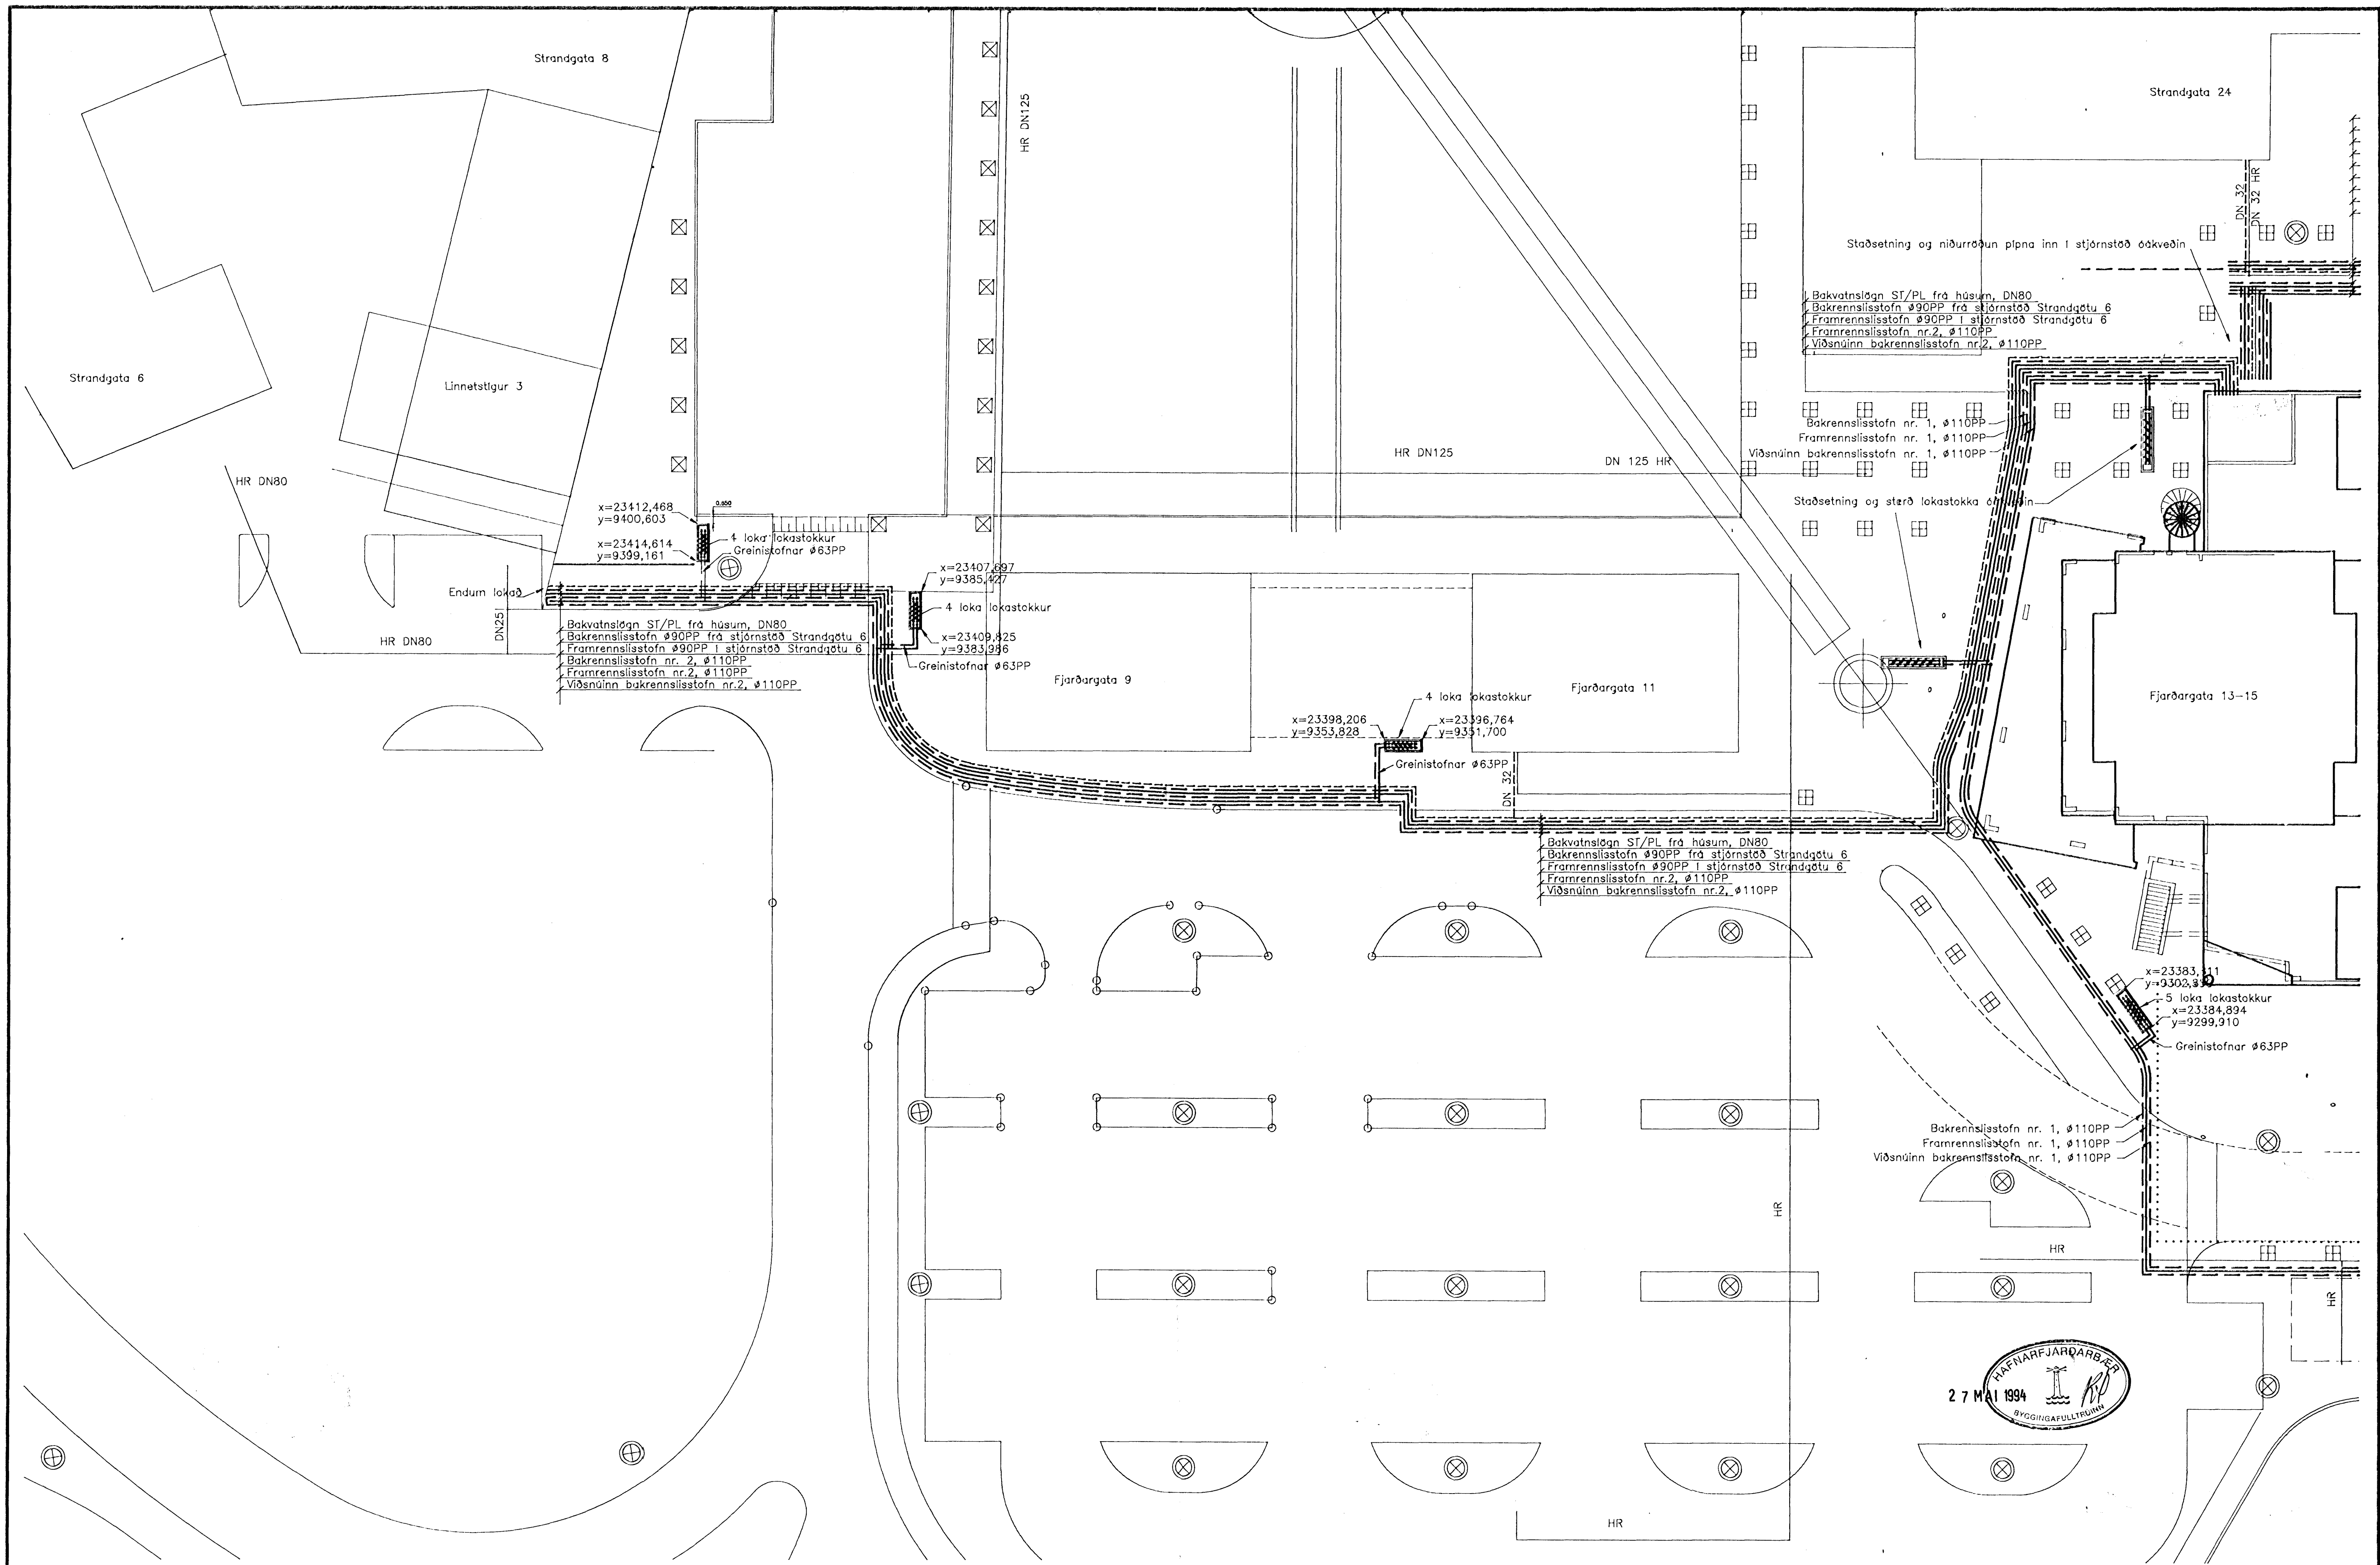 Strandgata 8
Strandgata 24
HR DN125
DN 32
DN 32 HR
Staðsetning og niðurröðun pípna inn í stjórnstöð óákveðin
Bakvatnslögn ST/PL frá húsum, DN80
Bakrennslisstofn ø90PP frá stjórnstöð Strandgötu 6
Framrennslisstofn ø90PP í stjórnstöð Strandgötu 6
Framrennslisstofn nr.2, ø110PP
Viðsnúinn bakrennslisstofn nr.2, ø110PP
Strandgata 6
Linnetstígur 3
Bakrennslisstofn nr. 1, ø110PP
Framrennslisstofn nr. 1, ø110PP
Viðsnúinn bakrennslisstofn nr. 1, ø110PP
HR DN125
DN 125 HR
HR DN80
Staðsetning og stærð lokastokka
x=23412,468
y=9400,603
0.650
4 loka lokastokkur
x=23414,614
y=9399,161
Greinistofnar ø63PP
x=23407,697
y=9385,427
Endum lokað
4 loka lokastokkur
DN25
HR DN80
Bakvatnslögn ST/PL frá húsum, DN80
Bakrennslisstofn ø90PP frá stjórnstöð Strandgötu 6
Framrennslisstofn ø90PP í stjórnstöð Strandgötu 6
Bakrennslisstofn nr. 2, ø110PP
Framrennslisstofn nr.2, ø110PP
Viðsnúinn bakrennslisstofn nr.2, ø110PP
x=23409,825
y=9383,986
Greinistofnar ø63PP
Fjarðargata 9
Fjarðargata 11
Fjarðargata 13-15
4 loka lokastokkur
x=23398,206
y=9353,828
x=23396,764
y=9351,700
Greinistofnar ø63PP
DN 32
Bakvatnslögn ST/PL frá húsum, DN80
Bakrennslisstofn ø90PP frá stjórnstöð Strandgötu 6
Framrennslisstofn ø90PP í stjórnstöð Strandgötu 6
Framrennslisstofn nr.2, ø110PP
Viðsnúinn bakrennslisstofn nr.2, ø110PP
5 loka lokastokkur
x=23384,894
y=9299,910
Greinistofnar ø63PP
Bakrennslisstofn nr. 1, ø110PP
Framrennslisstofn nr. 1, ø110PP
Viðsnúinn bakrennslisstofn nr. 1, ø110PP
HR
HR
HR
HR
HAFNARFJARÐARBÆR
27 MAI 1994
BYGGINGAFULLTRÚINN